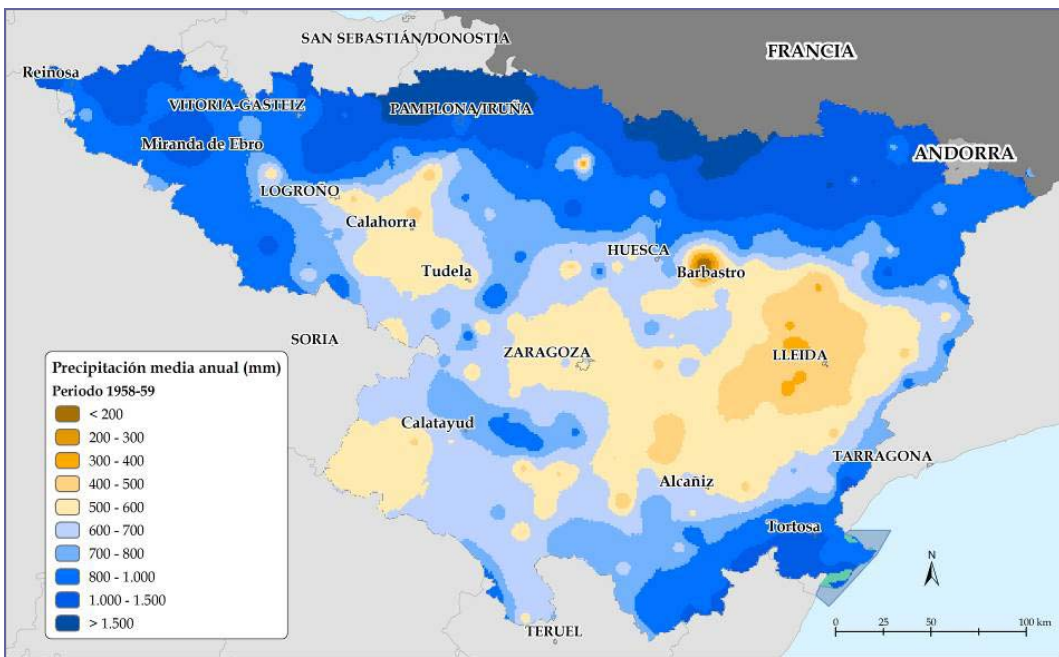 SAN SEBASTIÁN/DONOSTIA
FRANCIA
Reinosa
VITORIA-GASTEIZ
PAMPLONA/IRUÑA
Miranda de Ebro
ANDORRA
LOGROÑO
Calahorra
HUESCA
Tudela
Barbastro
SORIA
ZARAGOZA
LLEIDA
Calatayud
TARRAGONA
Alcañiz
Tortosa
TERUEL
Precipitación media anual (mm)
Periodo 1958-59
< 200
200 - 300
300 - 400
400 - 500
500 - 600
600 - 700
700 - 800
800 - 1.000
1.000 - 1.500
> 1.500
N
0 25 50 100 km